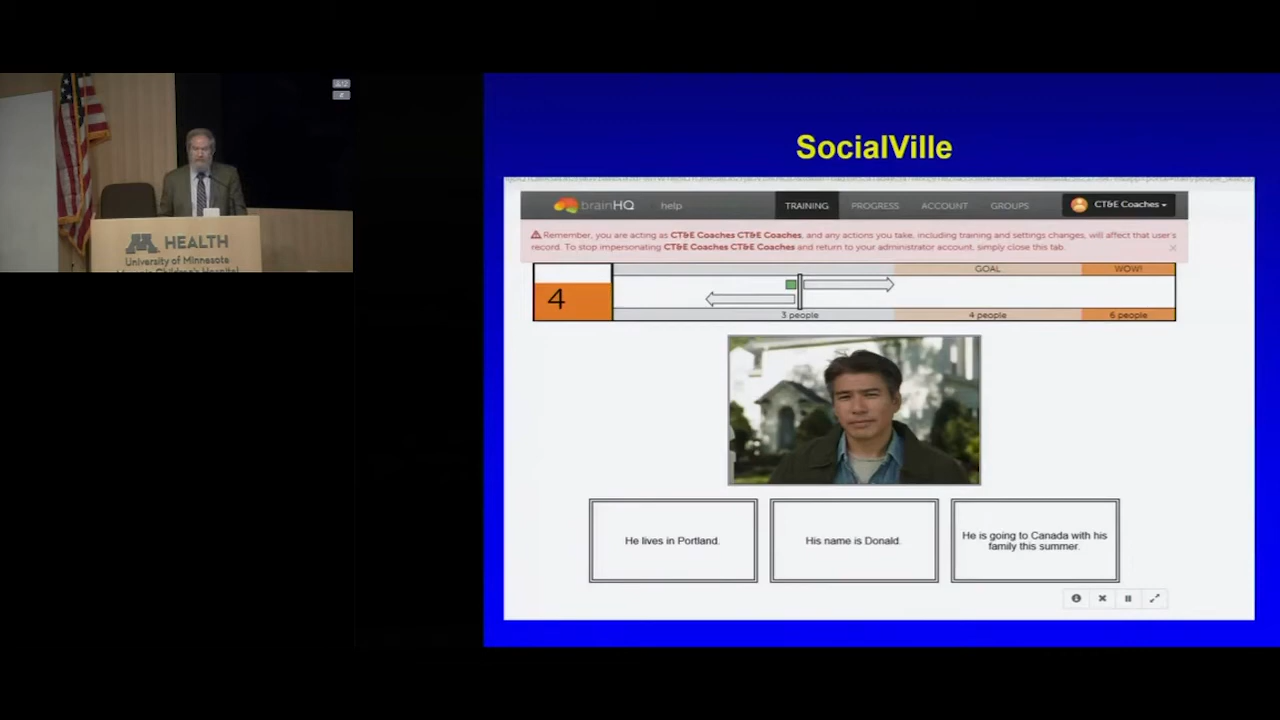 SocialVille
brainHQ
help
TRAINING
PROGRESS
ACCOUNT
GROUPS
CT&E Coaches
Remember, you are acting as CT&E Coaches CT&E Coaches, and any actions you take, including training and settings changes, will affect that user's
record. To stop impersonating CT&E Coaches CT&E Coaches and return to your administrator account, simply close this tab.
GOAL
WOW!
4
3 people
4 people
6 people
He lives in Portland.
His name is Donald.
He is going to Canada with his
family this summer.
M HEALTH
University of Minnesota
Children's Hospital